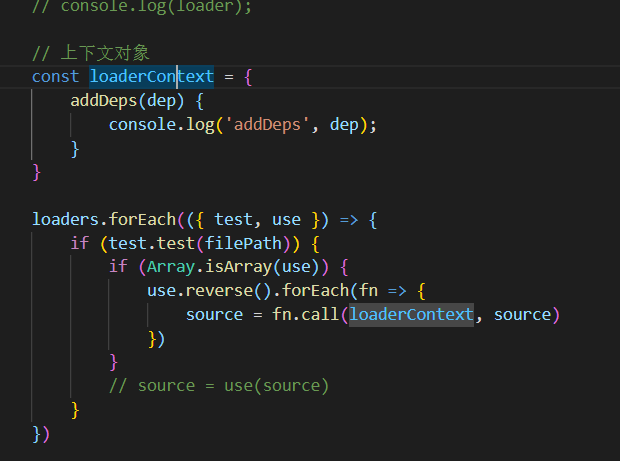 // console.log(loader);
// 上下文对象
const loaderContext = {
addDeps(dep) {
console.log('addDeps', dep);
}
}
loaders.forEach(({ test, use }) => {
if (test.test(filePath)) {
if (Array.isArray(use)) {
use.reverse().forEach(fn => {
source = fn.call(loaderContext, source)
})
}
// source = use(source)
}
})